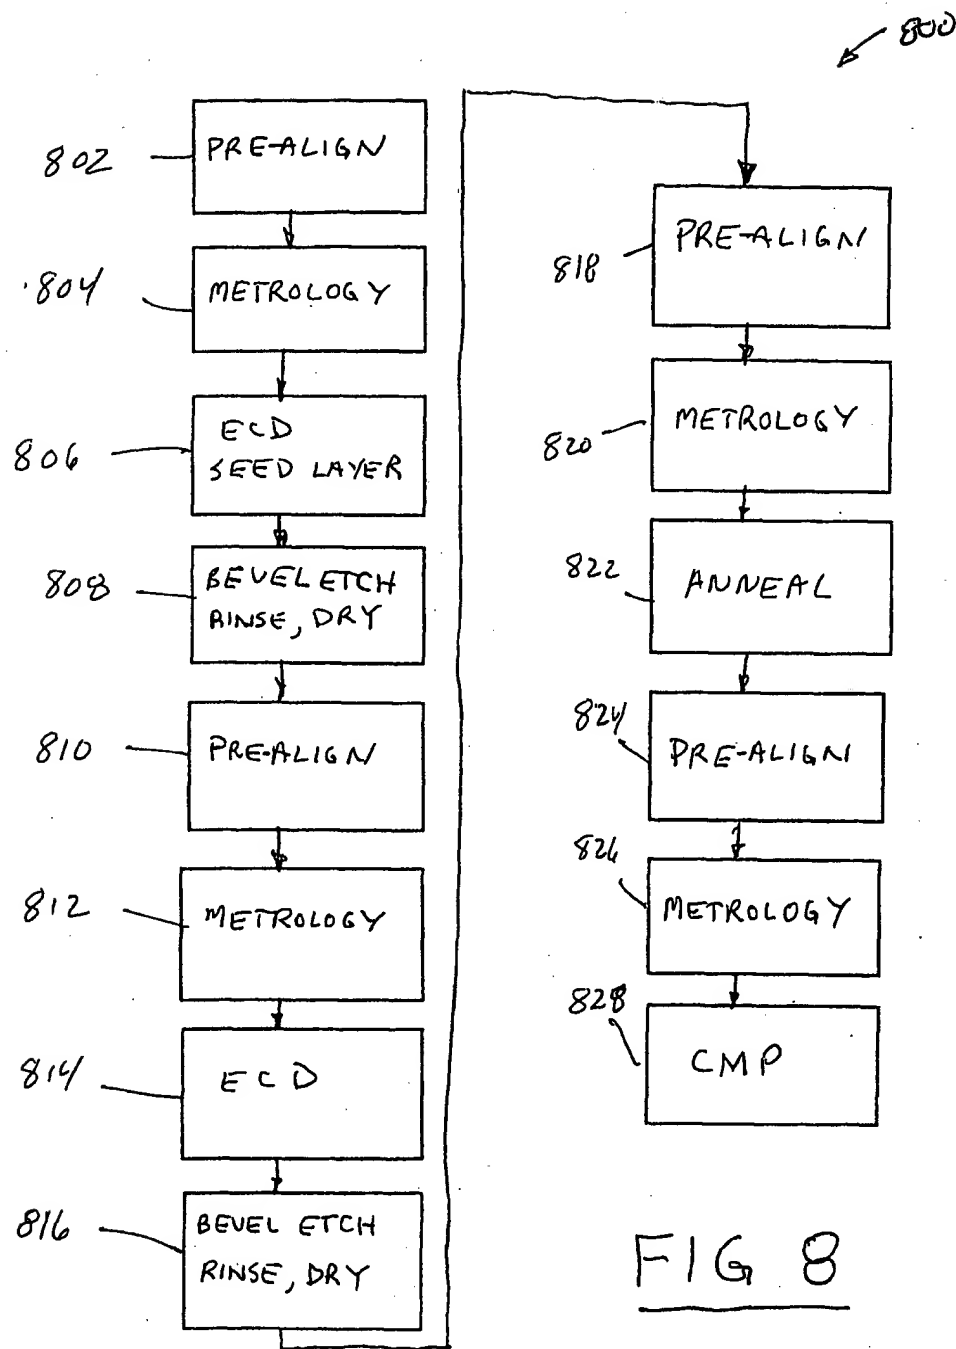 800
802
PRE-ALIGN
804
METROLOGY
806
ECD
SEED LAYER
808
BEVEL ETCH
RINSE, DRY
810
PRE-ALIGN
812
METROLOGY
814
ECD
816
BEVEL ETCH
RINSE, DRY
818
PRE-ALIGN
820
METROLOGY
822
ANNEAL
824
PRE-ALIGN
826
METROLOGY
828
CMP
FIG 8